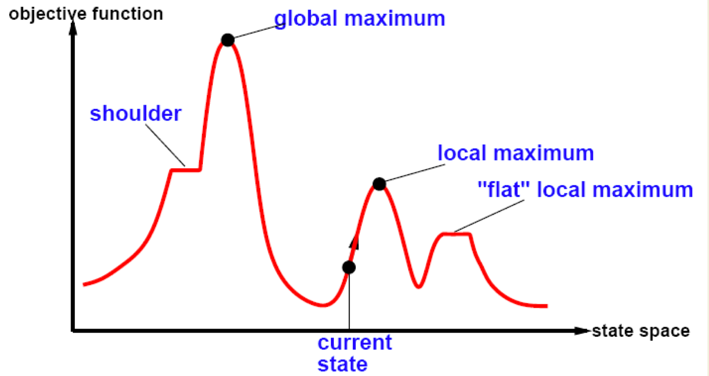 objective function
global maximum
shoulder
local maximum
"flat" local maximum
state space
current
state